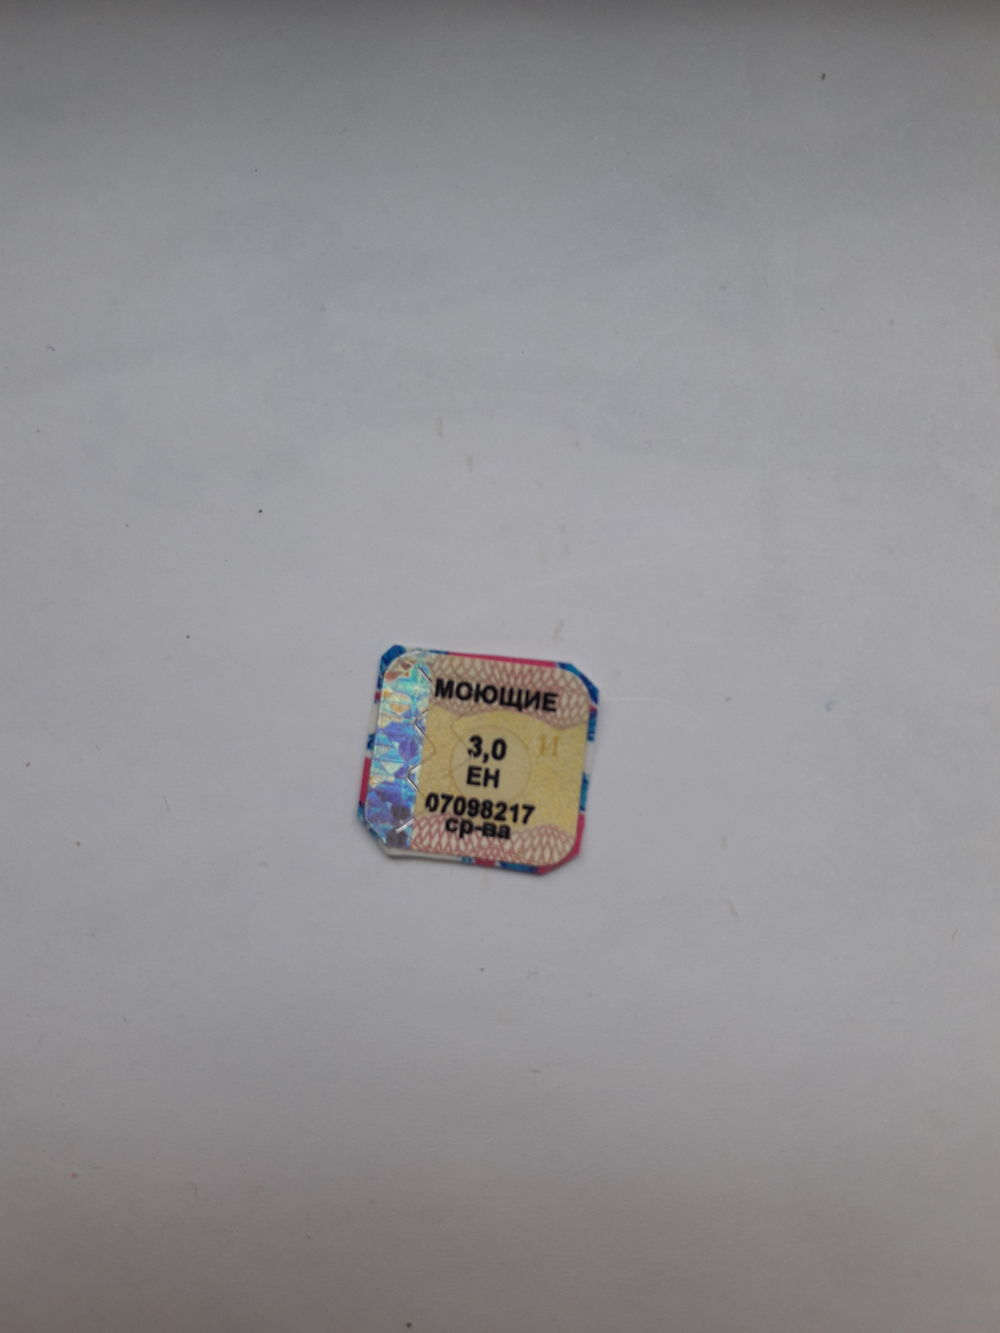 МОЮЩИЕ
3,0
И
ЕН
07098217
ср-ва